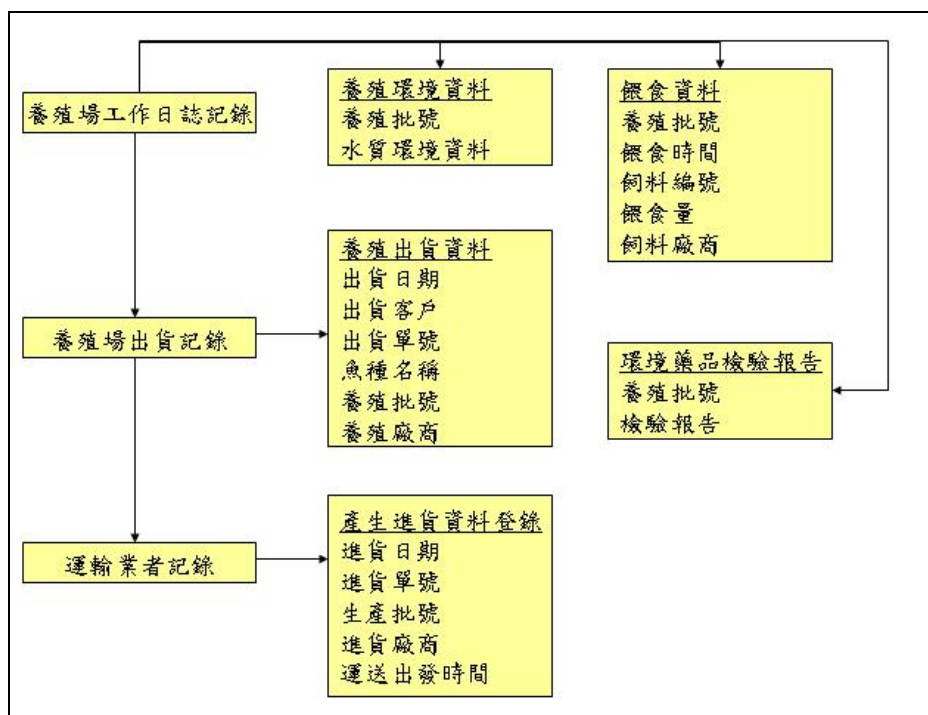 養殖場工作日誌記錄
養殖環境資料
養殖批號
水質環境資料
餵食資料
養殖批號
餵食時間
飼料編號
餵食量
飼料廠商
養殖場出貨記錄
養殖出貨資料
出貨日期
出貨客戶
出貨單號
魚種名稱
養殖批號
養殖廠商
環境藥品檢驗報告
養殖批號
檢驗報告
運輸業者記錄
產生進貨資料登錄
進貨日期
進貨單號
生產批號
進貨廠商
運送出發時間